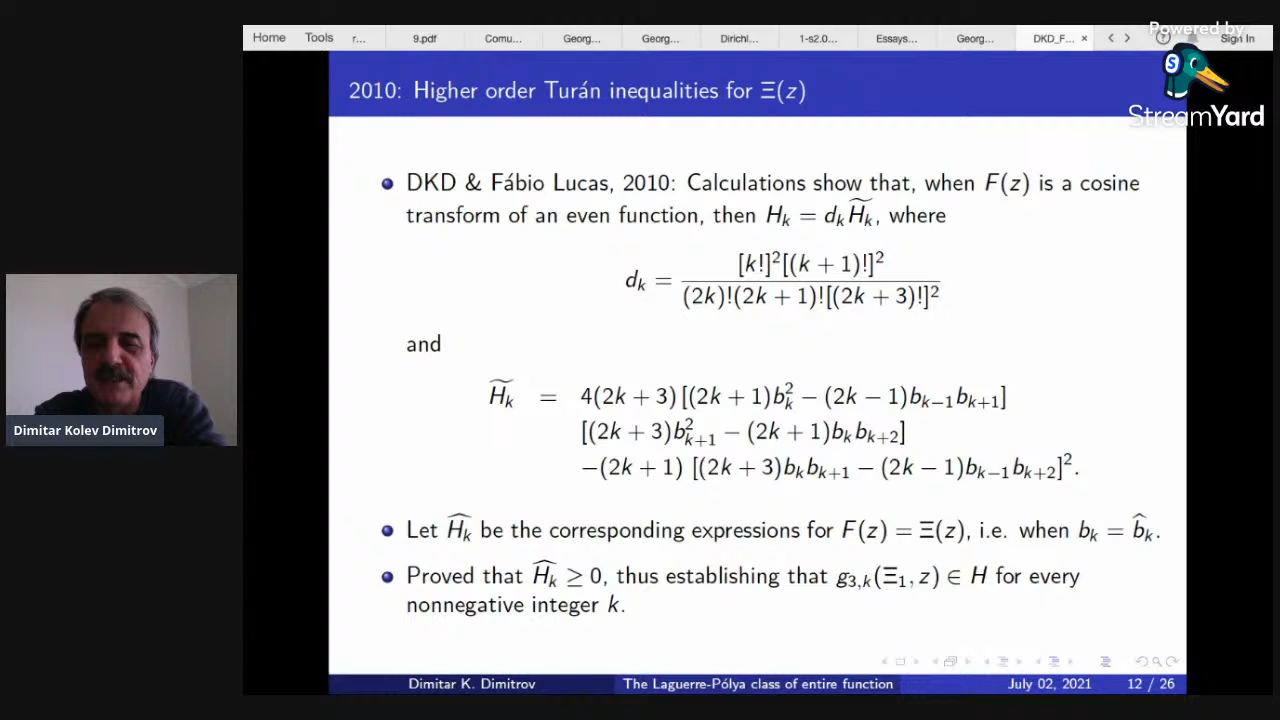 Home Tools r... 9.pdf Comu... Georg... Georg... Dirichl... 1-s2.0... Essays... Georg... DKD_F... × Sign In
Powered by
StreamYard
2010: Higher order Turán inequalities for Ξ(z)
DKD & Fábio Lucas, 2010: Calculations show that, when F(z) is a cosine
transform of an even function, then H_k = d_k \widetilde{H_k}, where
d_k = \frac{[k!]^2[(k + 1)!]^2}{(2k)!(2k + 1)![(2k + 3)!]^2}
and
\widetilde{H_k} = 4(2k + 3) [(2k + 1)b_k^2 − (2k − 1)b_{k−1}b_{k+1}]
[(2k + 3)b_{k+1}^2 − (2k + 1)b_k b_{k+2}]
−(2k + 1) [(2k + 3)b_k b_{k+1} − (2k − 1)b_{k−1}b_{k+2}]^2.
Let \widehat{H_k} be the corresponding expressions for F(z) = Ξ(z), i.e. when b_k = \widehat{b}_k.
Proved that \widehat{H_k} ≥ 0, thus establishing that g_{3,k}(Ξ_1, z) ∈ H for every
nonnegative integer k.
Dimitar Kolev Dimitrov
Dimitar K. Dimitrov The Laguerre-Pólya class of entire function July 02, 2021 12 / 26